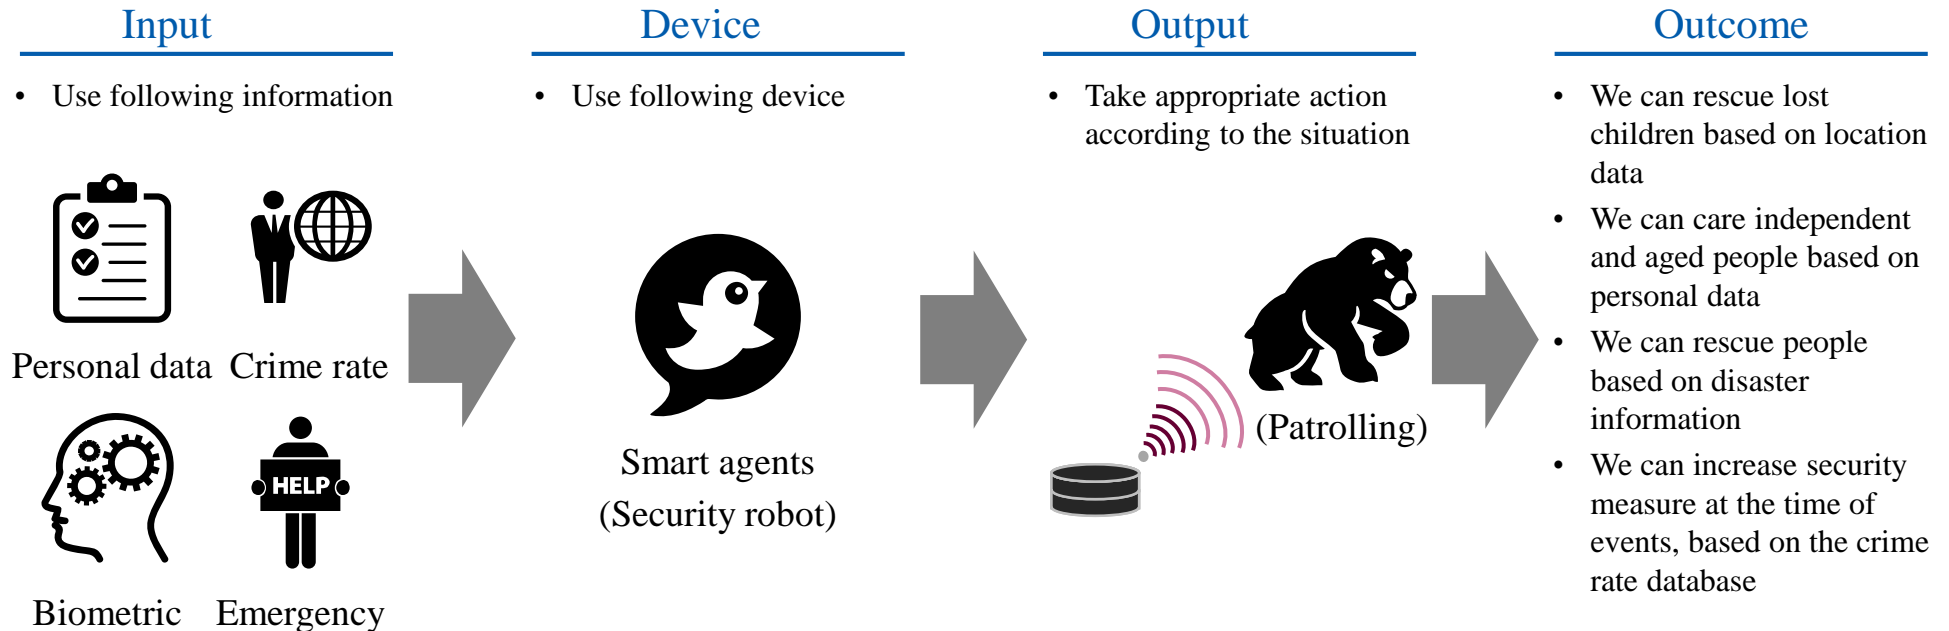 Input
• Use following information
Personal data
Crime rate
HELP
Biometric
Emergency
Device
• Use following device
Smart agents
(Security robot)
Output
• Take appropriate action
according to the situation
(Patrolling)
Outcome
• We can rescue lost
children based on location
data
• We can care independent
and aged people based on
personal data
• We can rescue people
based on disaster
information
• We can increase security
measure at the time of
events, based on the crime
rate database